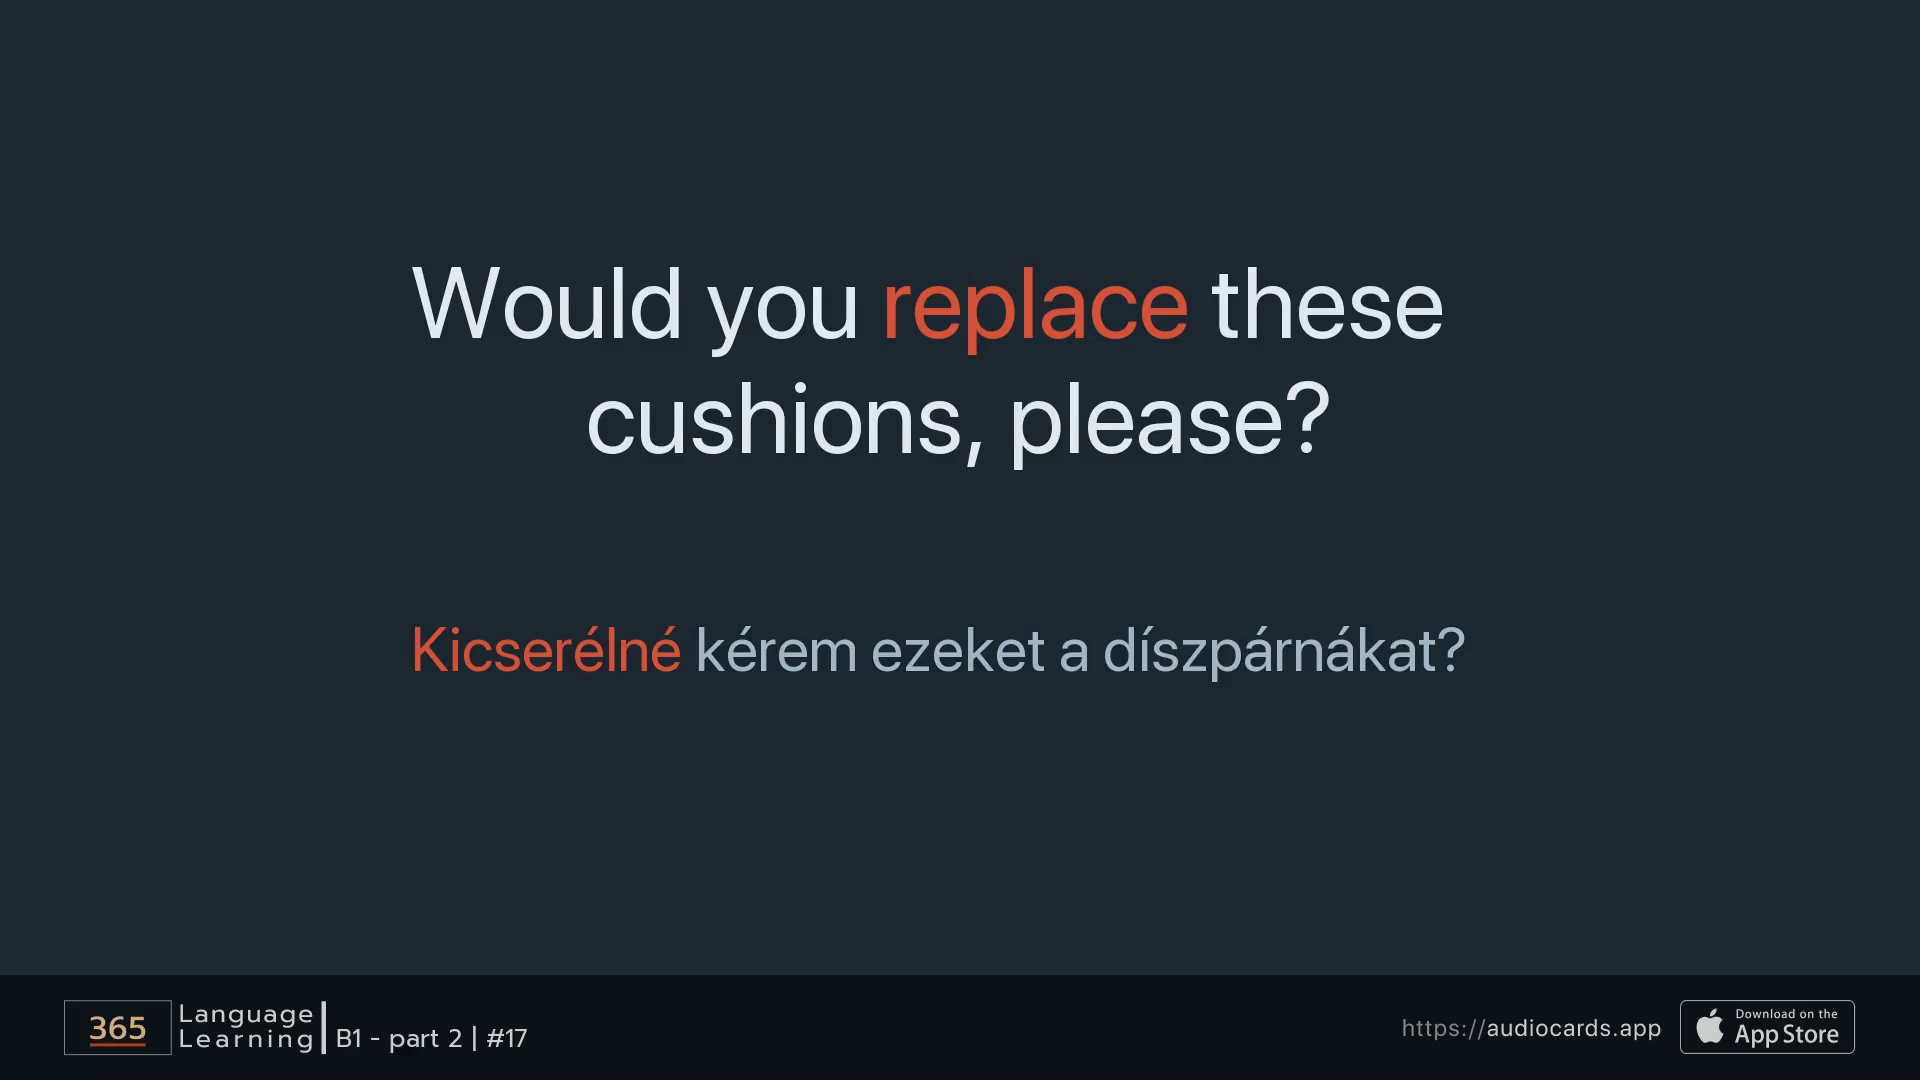 Would you replace these
cushions, please?
Kicserélné kérem ezeket a díszpárnákat?
365
Language
Learning
B1 - part 2 | #17
https://audiocards.app
Download on the
App Store